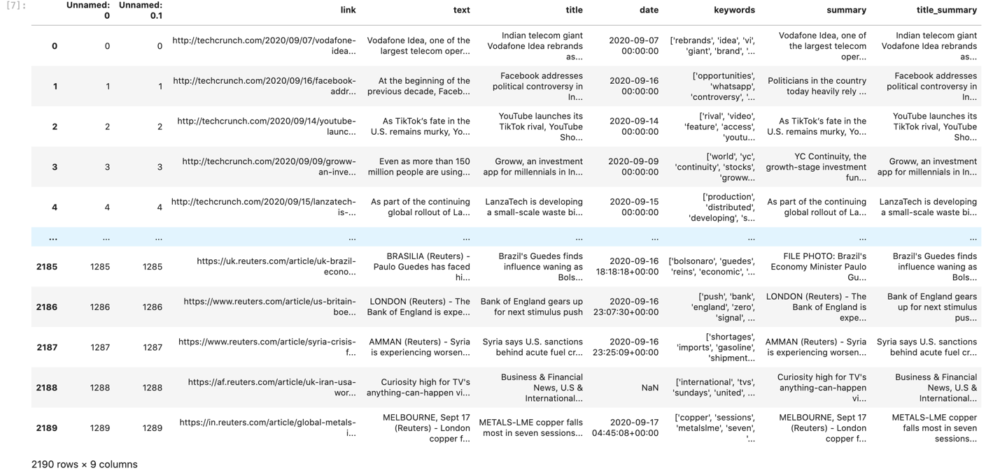 [7]:
Unnamed: 0 Unnamed: 0.1 link text title date keywords summary title_summary
0 0 0 http://techcrunch.com/2020/09/07/vodafone-idea... Vodafone Idea, one of the largest telecom oper... Indian telecom giant Vodafone Idea rebrands as... 2020-09-07 00:00:00 ['rebrands', 'idea', 'vi', 'giant', 'brand', '... Vodafone Idea, one of the largest telecom oper... Indian telecom giant Vodafone Idea rebrands as...
1 1 1 http://techcrunch.com/2020/09/16/facebook-addr... At the beginning of the previous decade, Faceb... Facebook addresses political controversy in In... 2020-09-16 00:00:00 ['opportunities', 'whatsapp', 'controversy', '... Politicians in the country today heavily rely ... Facebook addresses political controversy in In...
2 2 2 http://techcrunch.com/2020/09/14/youtube-launc... As TikTok's fate in the U.S. remains murky, Yo... YouTube launches its TikTok rival, YouTube Sho... 2020-09-14 00:00:00 ['rival', 'video', 'feature', 'access', 'youtu... As TikTok's fate in the U.S. remains murky, Yo... YouTube launches its TikTok rival, YouTube Sho...
3 3 3 http://techcrunch.com/2020/09/09/groww-an-inve... Even as more than 150 million people are using... Groww, an investment app for millennials in In... 2020-09-09 00:00:00 ['world', 'yc', 'continuity', 'stocks', 'groww... YC Continuity, the growth-stage investment fun... Groww, an investment app for millennials in In...
4 4 4 http://techcrunch.com/2020/09/15/lanzatech-is-... As part of the continuing global rollout of La... LanzaTech is developing a small-scale waste bi... 2020-09-15 00:00:00 ['production', 'distributed', 'developing', 's... As part of the continuing global rollout of La... LanzaTech is developing a small-scale waste bi...
... ... ... ... ... ... ... ... ... ...
2185 1285 1285 https://uk.reuters.com/article/uk-brazil-econo... BRASILIA (Reuters) - Paulo Guedes has faced hi... Brazil's Guedes finds influence waning as Bols... 2020-09-16 18:18:18+00:00 ['bolsonaro', 'guedes', 'reins', 'economic', '... FILE PHOTO: Brazil's Economy Minister Paulo Gu... Brazil's Guedes finds influence waning as Bols...
2186 1286 1286 https://www.reuters.com/article/us-britain-boe... LONDON (Reuters) - The Bank of England is expe... Bank of England gears up for next stimulus push 2020-09-16 23:07:30+00:00 ['push', 'bank', 'england', 'zero', 'signal', ... LONDON (Reuters) - The Bank of England is expe... Bank of England gears up for next stimulus pus...
2187 1287 1287 https://www.reuters.com/article/syria-crisis-f... AMMAN (Reuters) - Syria is experiencing worsen... Syria says U.S. sanctions behind acute fuel cr... 2020-09-16 23:25:09+00:00 ['shortages', 'imports', 'gasoline', 'shipment... AMMAN (Reuters) - Syria is experiencing worsen... Syria says U.S. sanctions behind acute fuel cr...
2188 1288 1288 https://af.reuters.com/article/uk-iran-usa-wor... Curiosity high for TV's anything-can-happen vi... Business & Financial News, U.S & International... NaN ['international', 'tvs', 'sundays', 'united', ... Curiosity high for TV's anything-can-happen vi... Business & Financial News, U.S & International...
2189 1289 1289 https://in.reuters.com/article/global-metals-i... MELBOURNE, Sept 17 (Reuters) - London copper f... METALS-LME copper falls most in seven sessions... 2020-09-17 04:45:08+00:00 ['copper', 'sessions', 'metalslme', 'seven', '... MELBOURNE, Sept 17 (Reuters) - London copper f... METALS-LME copper falls most in seven sessions...
2190 rows × 9 columns